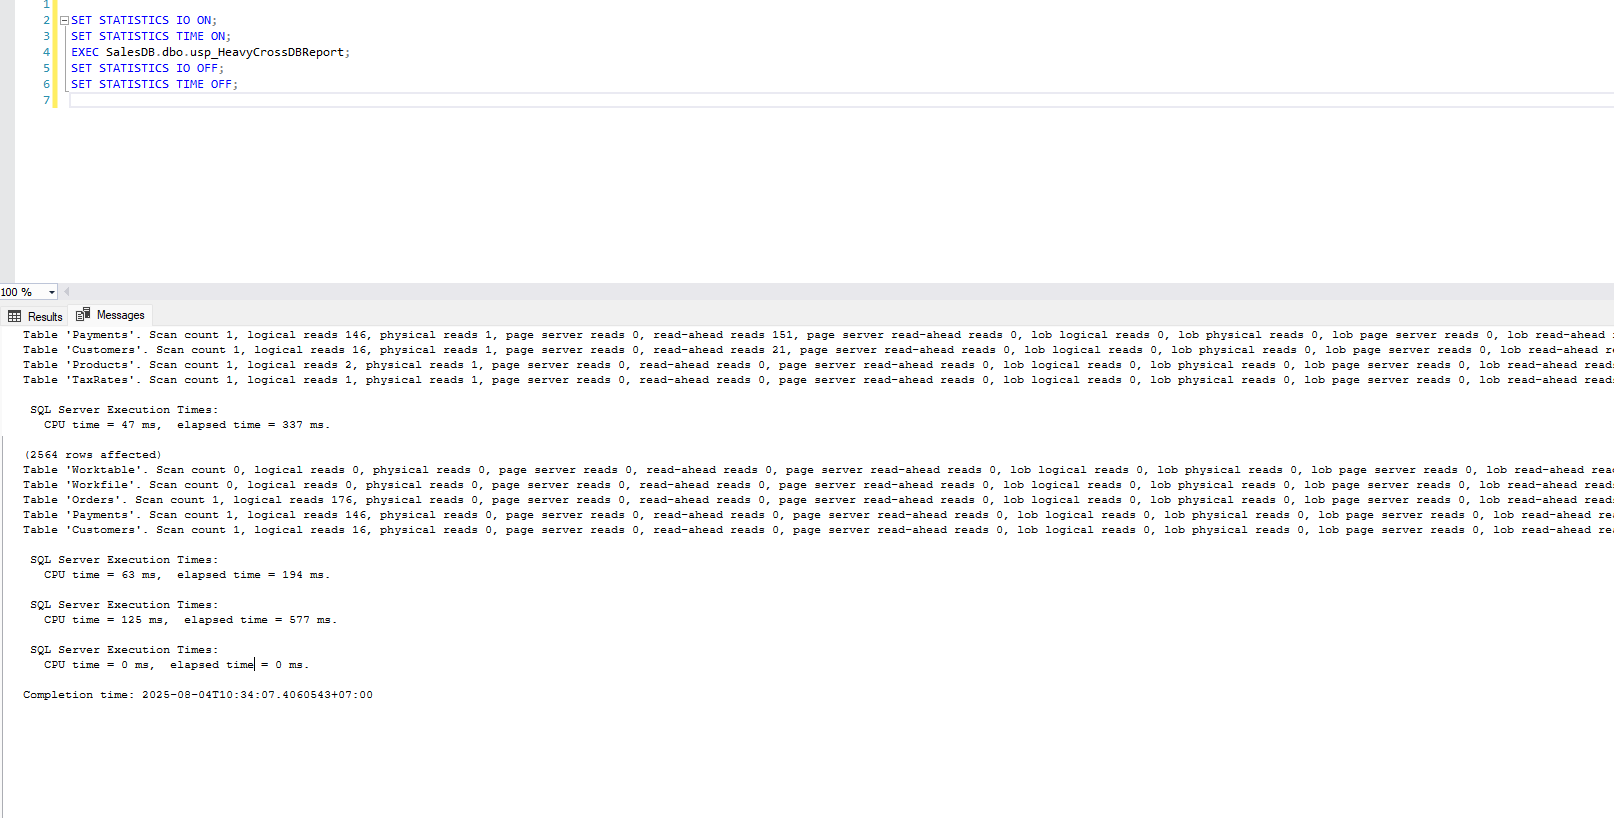 1
2 SET STATISTICS IO ON;
3 SET STATISTICS TIME ON;
4 EXEC SalesDB.dbo.usp_HeavyCrossDBReport;
5 SET STATISTICS IO OFF;
6 SET STATISTICS TIME OFF;
7
100 %
Results Messages
Table 'Payments'. Scan count 1, logical reads 146, physical reads 1, page server reads 0, read-ahead reads 151, page server read-ahead reads 0, lob logical reads 0, lob physical reads 0, lob page server reads 0, lob read-ahead
Table 'Customers'. Scan count 1, logical reads 16, physical reads 1, page server reads 0, read-ahead reads 21, page server read-ahead reads 0, lob logical reads 0, lob physical reads 0, lob page server reads 0, lob read-ahead re
Table 'Products'. Scan count 1, logical reads 2, physical reads 1, page server reads 0, read-ahead reads 0, page server read-ahead reads 0, lob logical reads 0, lob physical reads 0, lob page server reads 0, lob read-ahead reads
Table 'TaxRates'. Scan count 1, logical reads 1, physical reads 1, page server reads 0, read-ahead reads 0, page server read-ahead reads 0, lob logical reads 0, lob physical reads 0, lob page server reads 0, lob read-ahead reads
SQL Server Execution Times:
CPU time = 47 ms, elapsed time = 337 ms.
(2564 rows affected)
Table 'Worktable'. Scan count 0, logical reads 0, physical reads 0, page server reads 0, read-ahead reads 0, page server read-ahead reads 0, lob logical reads 0, lob physical reads 0, lob page server reads 0, lob read-ahead rea
Table 'Workfile'. Scan count 0, logical reads 0, physical reads 0, page server reads 0, read-ahead reads 0, page server read-ahead reads 0, lob logical reads 0, lob physical reads 0, lob page server reads 0, lob read-ahead read
Table 'Orders'. Scan count 1, logical reads 176, physical reads 0, page server reads 0, read-ahead reads 0, page server read-ahead reads 0, lob logical reads 0, lob physical reads 0, lob page server reads 0, lob read-ahead read
Table 'Payments'. Scan count 1, logical reads 146, physical reads 0, page server reads 0, read-ahead reads 0, page server read-ahead reads 0, lob logical reads 0, lob physical reads 0, lob page server reads 0, lob read-ahead re
Table 'Customers'. Scan count 1, logical reads 16, physical reads 0, page server reads 0, read-ahead reads 0, page server read-ahead reads 0, lob logical reads 0, lob physical reads 0, lob page server reads 0, lob read-ahead re
SQL Server Execution Times:
CPU time = 63 ms, elapsed time = 194 ms.
SQL Server Execution Times:
CPU time = 125 ms, elapsed time = 577 ms.
SQL Server Execution Times:
CPU time = 0 ms, elapsed time = 0 ms.
Completion time: 2025-08-04T10:34:07.4060543+07:00